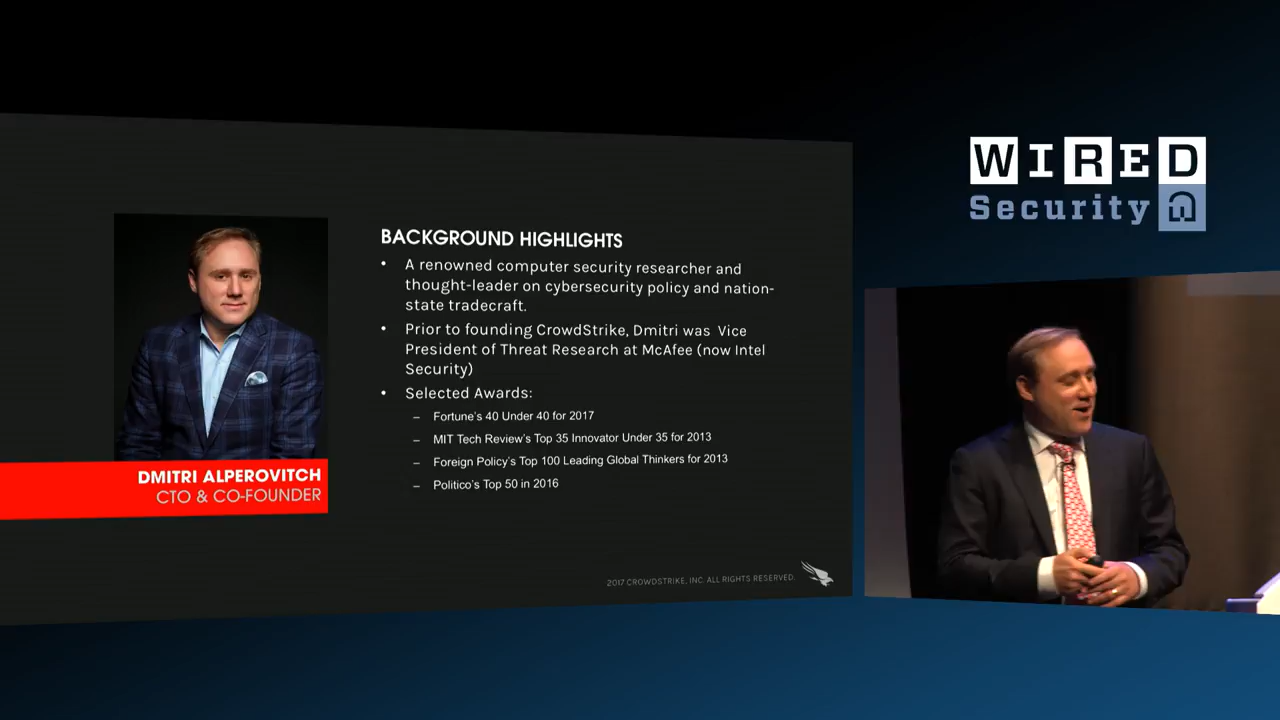 WIRED
Security
BACKGROUND HIGHLIGHTS
• A renowned computer security researcher and
thought-leader on cybersecurity policy and nation-
state tradecraft.
• Prior to founding CrowdStrike, Dmitri was Vice
President of Threat Research at McAfee (now Intel
Security)
• Selected Awards:
– Fortune's 40 Under 40 for 2017
– MIT Tech Review's Top 35 Innovator Under 35 for 2013
– Foreign Policy's Top 100 Leading Global Thinkers for 2013
– Politico's Top 50 in 2016
DMITRI ALPEROVITCH
CTO & CO-FOUNDER
2017 CROWDSTRIKE, INC. ALL RIGHTS RESERVED.